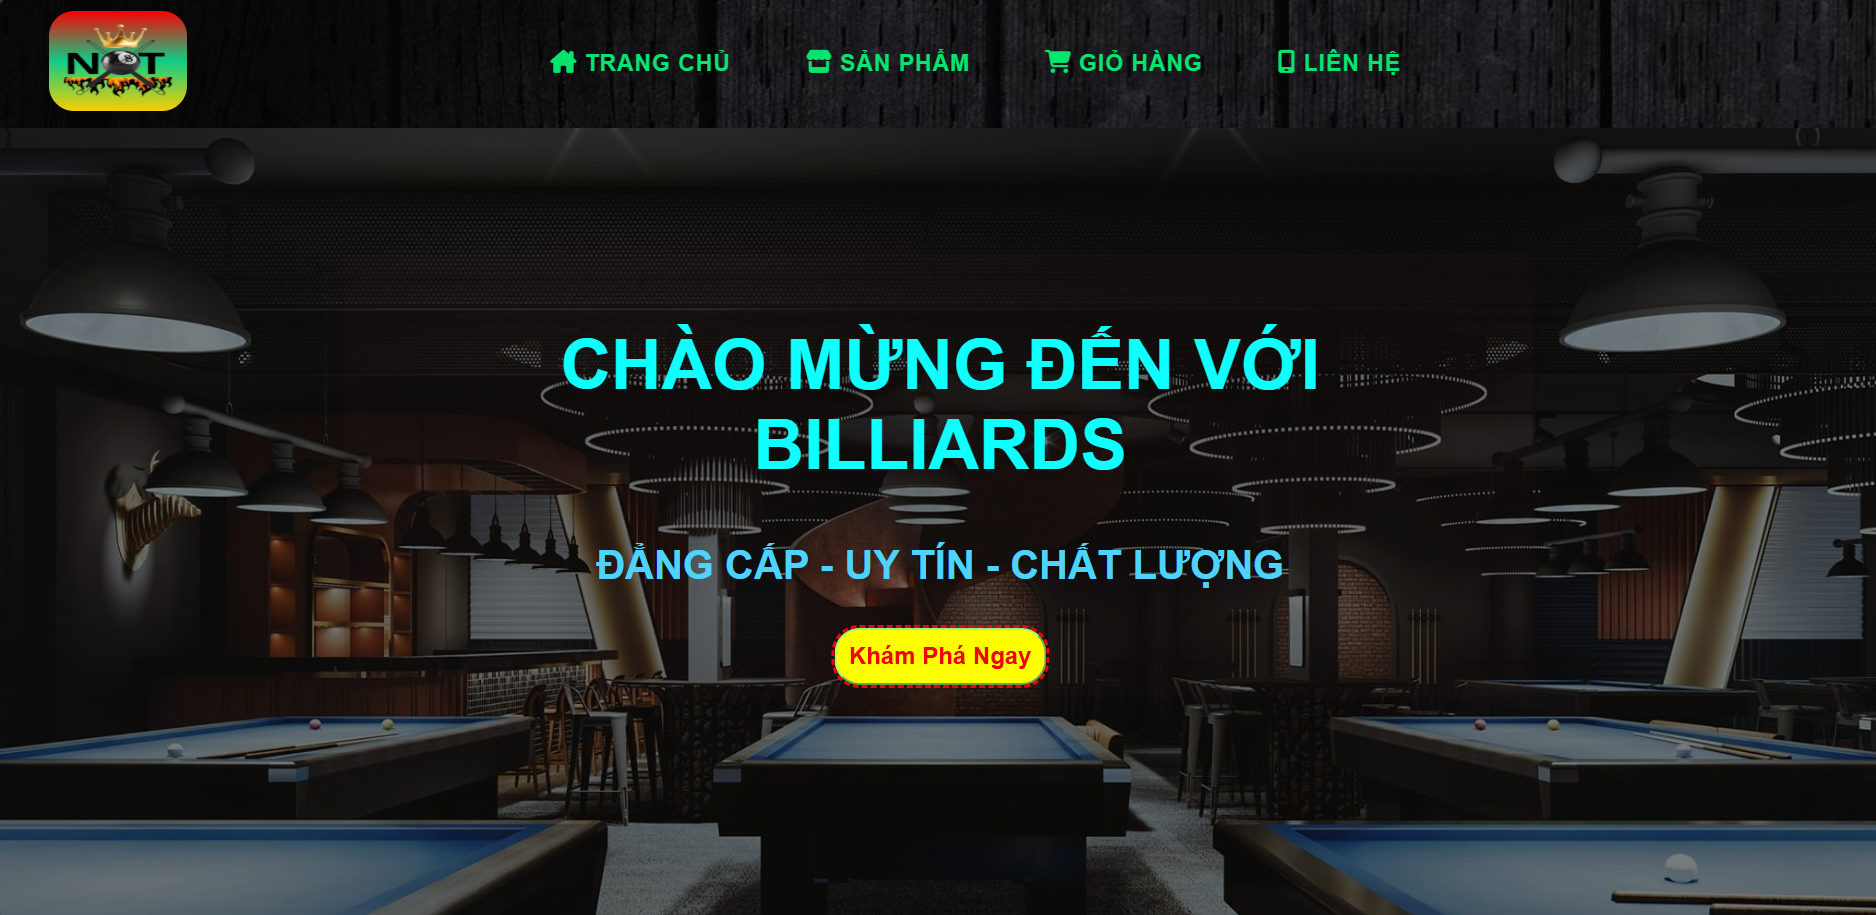 NOT
TRANG CHỦ
SẢN PHẨM
GIỎ HÀNG
LIÊN HỆ
CHÀO MỪNG ĐẾN VỚI
BILLIARDS
ĐẲNG CẤP - UY TÍN - CHẤT LƯỢNG
Khám Phá Ngay